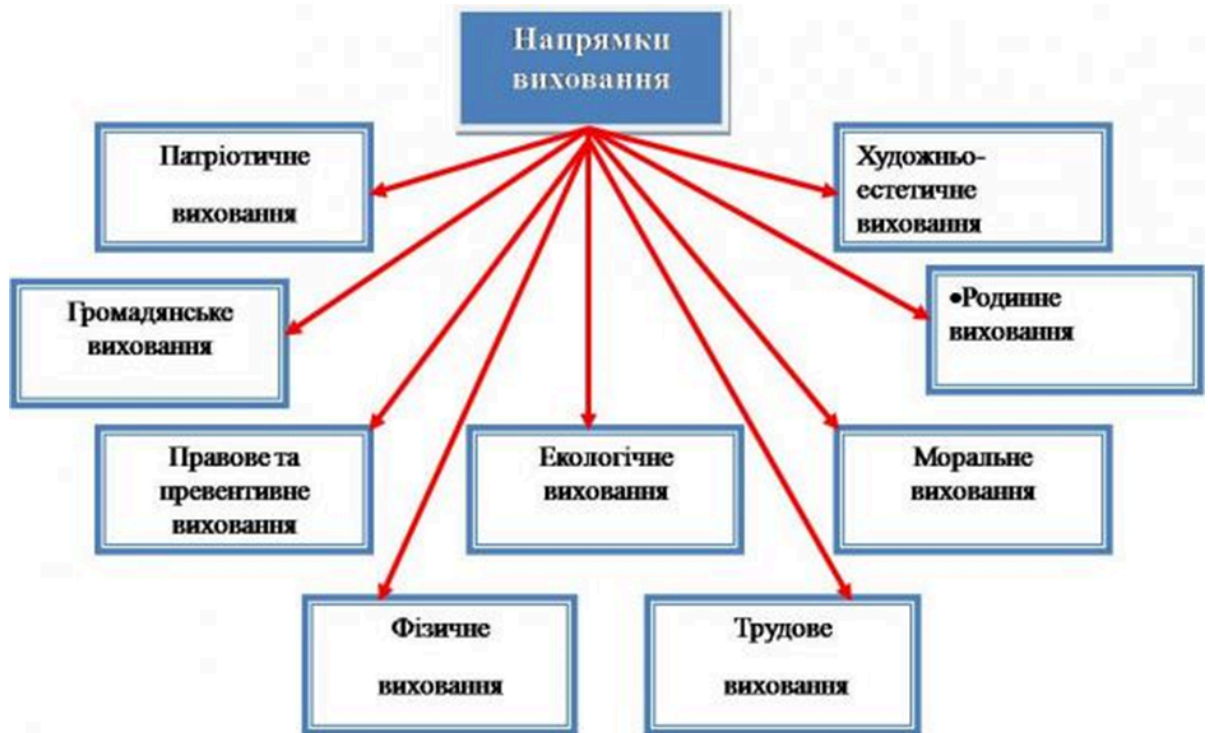 Напрямки
виховання
Патріотичне
виховання
Художньо-
естетичне
виховання
Громадянське
виховання
•Родинне
виховання
Правове та
превентивне
виховання
Екологічне
виховання
Моральне
виховання
Фізичне
виховання
Трудове
виховання